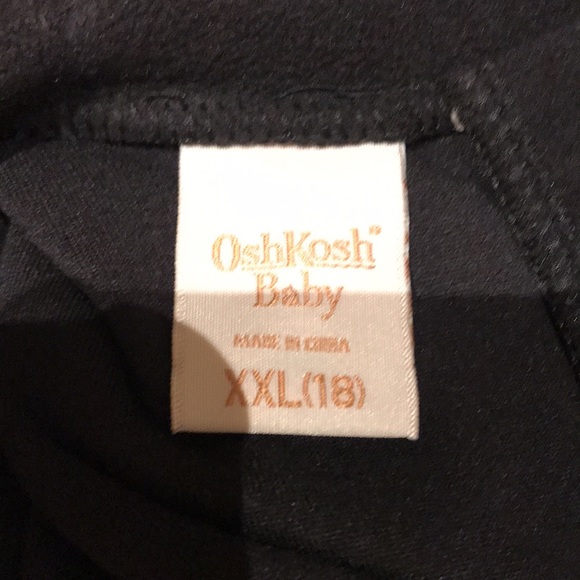 OshKosh®
Baby
MADE IN CHINA
XXL(18)